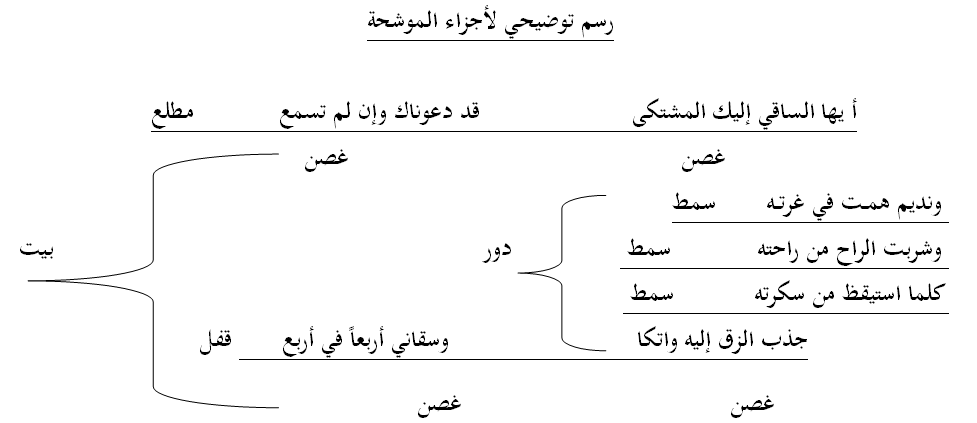 رسم توضيحي لأجزاء الموشحة
أ يها الساقي إليك المشتكى قد دعوناك وإن لم تسمع مطلع
غصن غصن
ونديم همت في غرته سمط
وشربت الراح من راحته سمط دور بيت
كلما استيقظ من سكرته سمط
جذب الزق إليه واتكا وسقاني أربعاً في أربع قفل
غصن غصن